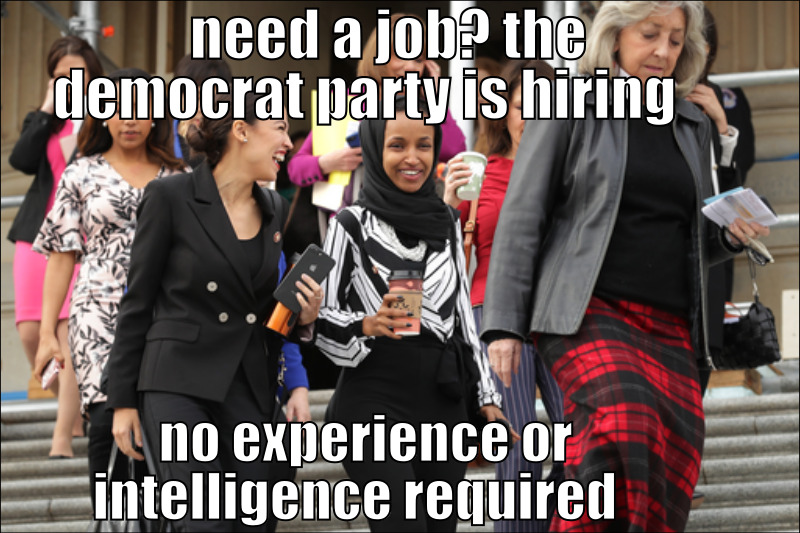 need a job? the
democrat party is hiring
no experience or
intelligence required